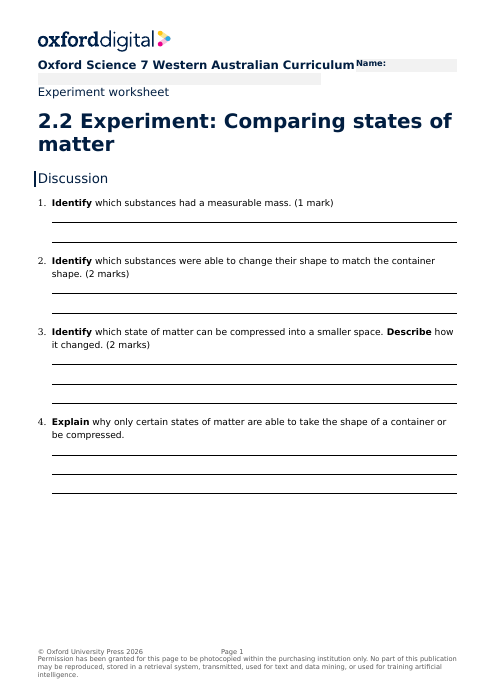 oxforddigital
Oxford Science 7 Western Australian Curriculum Name:
Experiment worksheet
2.2 Experiment: Comparing states of
matter
Discussion
1. Identify which substances had a measurable mass. (1 mark)
2. Identify which substances were able to change their shape to match the container
shape. (2 marks)
3. Identify which state of matter can be compressed into a smaller space. Describe how
it changed. (2 marks)
4. Explain why only certain states of matter are able to take the shape of a container or
be compressed.
© Oxford University Press 2026 Page 1
Permission has been granted for this page to be photocopied within the purchasing institution only. No part of this publication
may be reproduced, stored in a retrieval system, transmitted, used for text and data mining, or used for training artificial
intelligence.